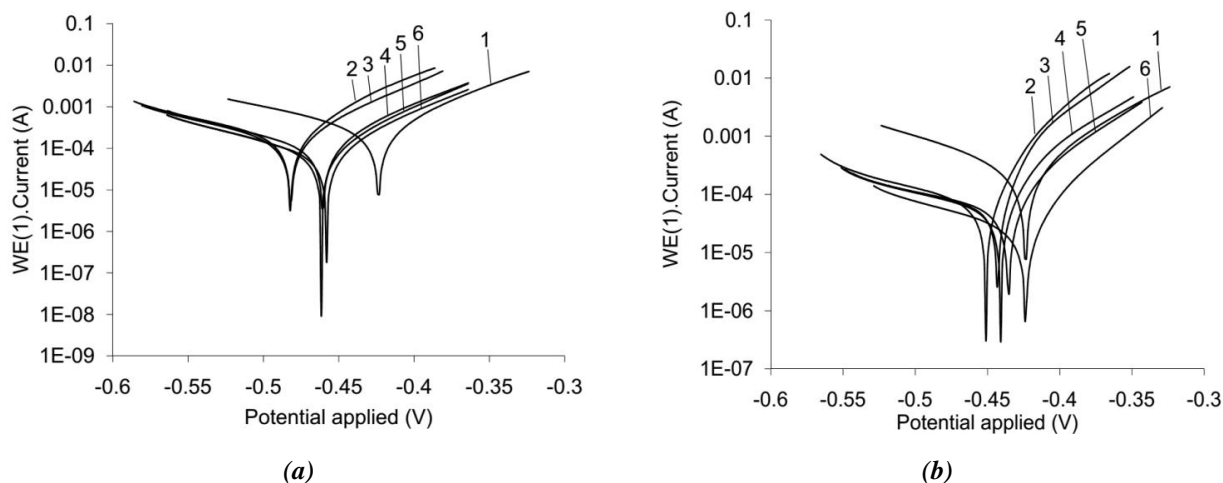 0.1
0.01
0.001
1E-04
1E-05
1E-06
1E-07
1E-08
1E-09
WE(1).Current (A)
2 3 4 5 6 1
-0.6 -0.55 -0.5 -0.45 -0.4 -0.35 -0.3
Potential applied (V)
(a)
0.1
0.01
0.001
1E-04
1E-05
1E-06
1E-07
WE(1).Current (A)
2 3 4 5 1 6
-0.6 -0.55 -0.5 -0.45 -0.4 -0.35 -0.3
Potential applied (V)
(b)